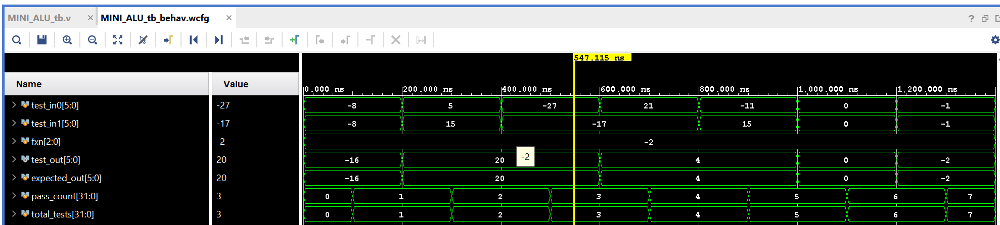 MINI_ALU_tb.v × MINI_ALU_tb_behav.wcfg ×
?
547.115 ns
Name Value
0.000 ns 200.000 ns 400.000 ns 600.000 ns 800.000 ns 1,000.000 ns 1,200.000 ns
test_in0[5:0] -27 -8 5 -27 21 -11 0 -1
test_in1[5:0] -17 -8 15 -17 15 0 -1
fxn[2:0] -2 -2
-2
test_out[5:0] 20 -16 20 4 0 -2
expected_out[5:0] 20 -16 20 4 0 -2
pass_count[31:0] 3 0 1 2 3 4 5 6 7
total_tests[31:0] 3 0 1 2 3 4 5 6 7